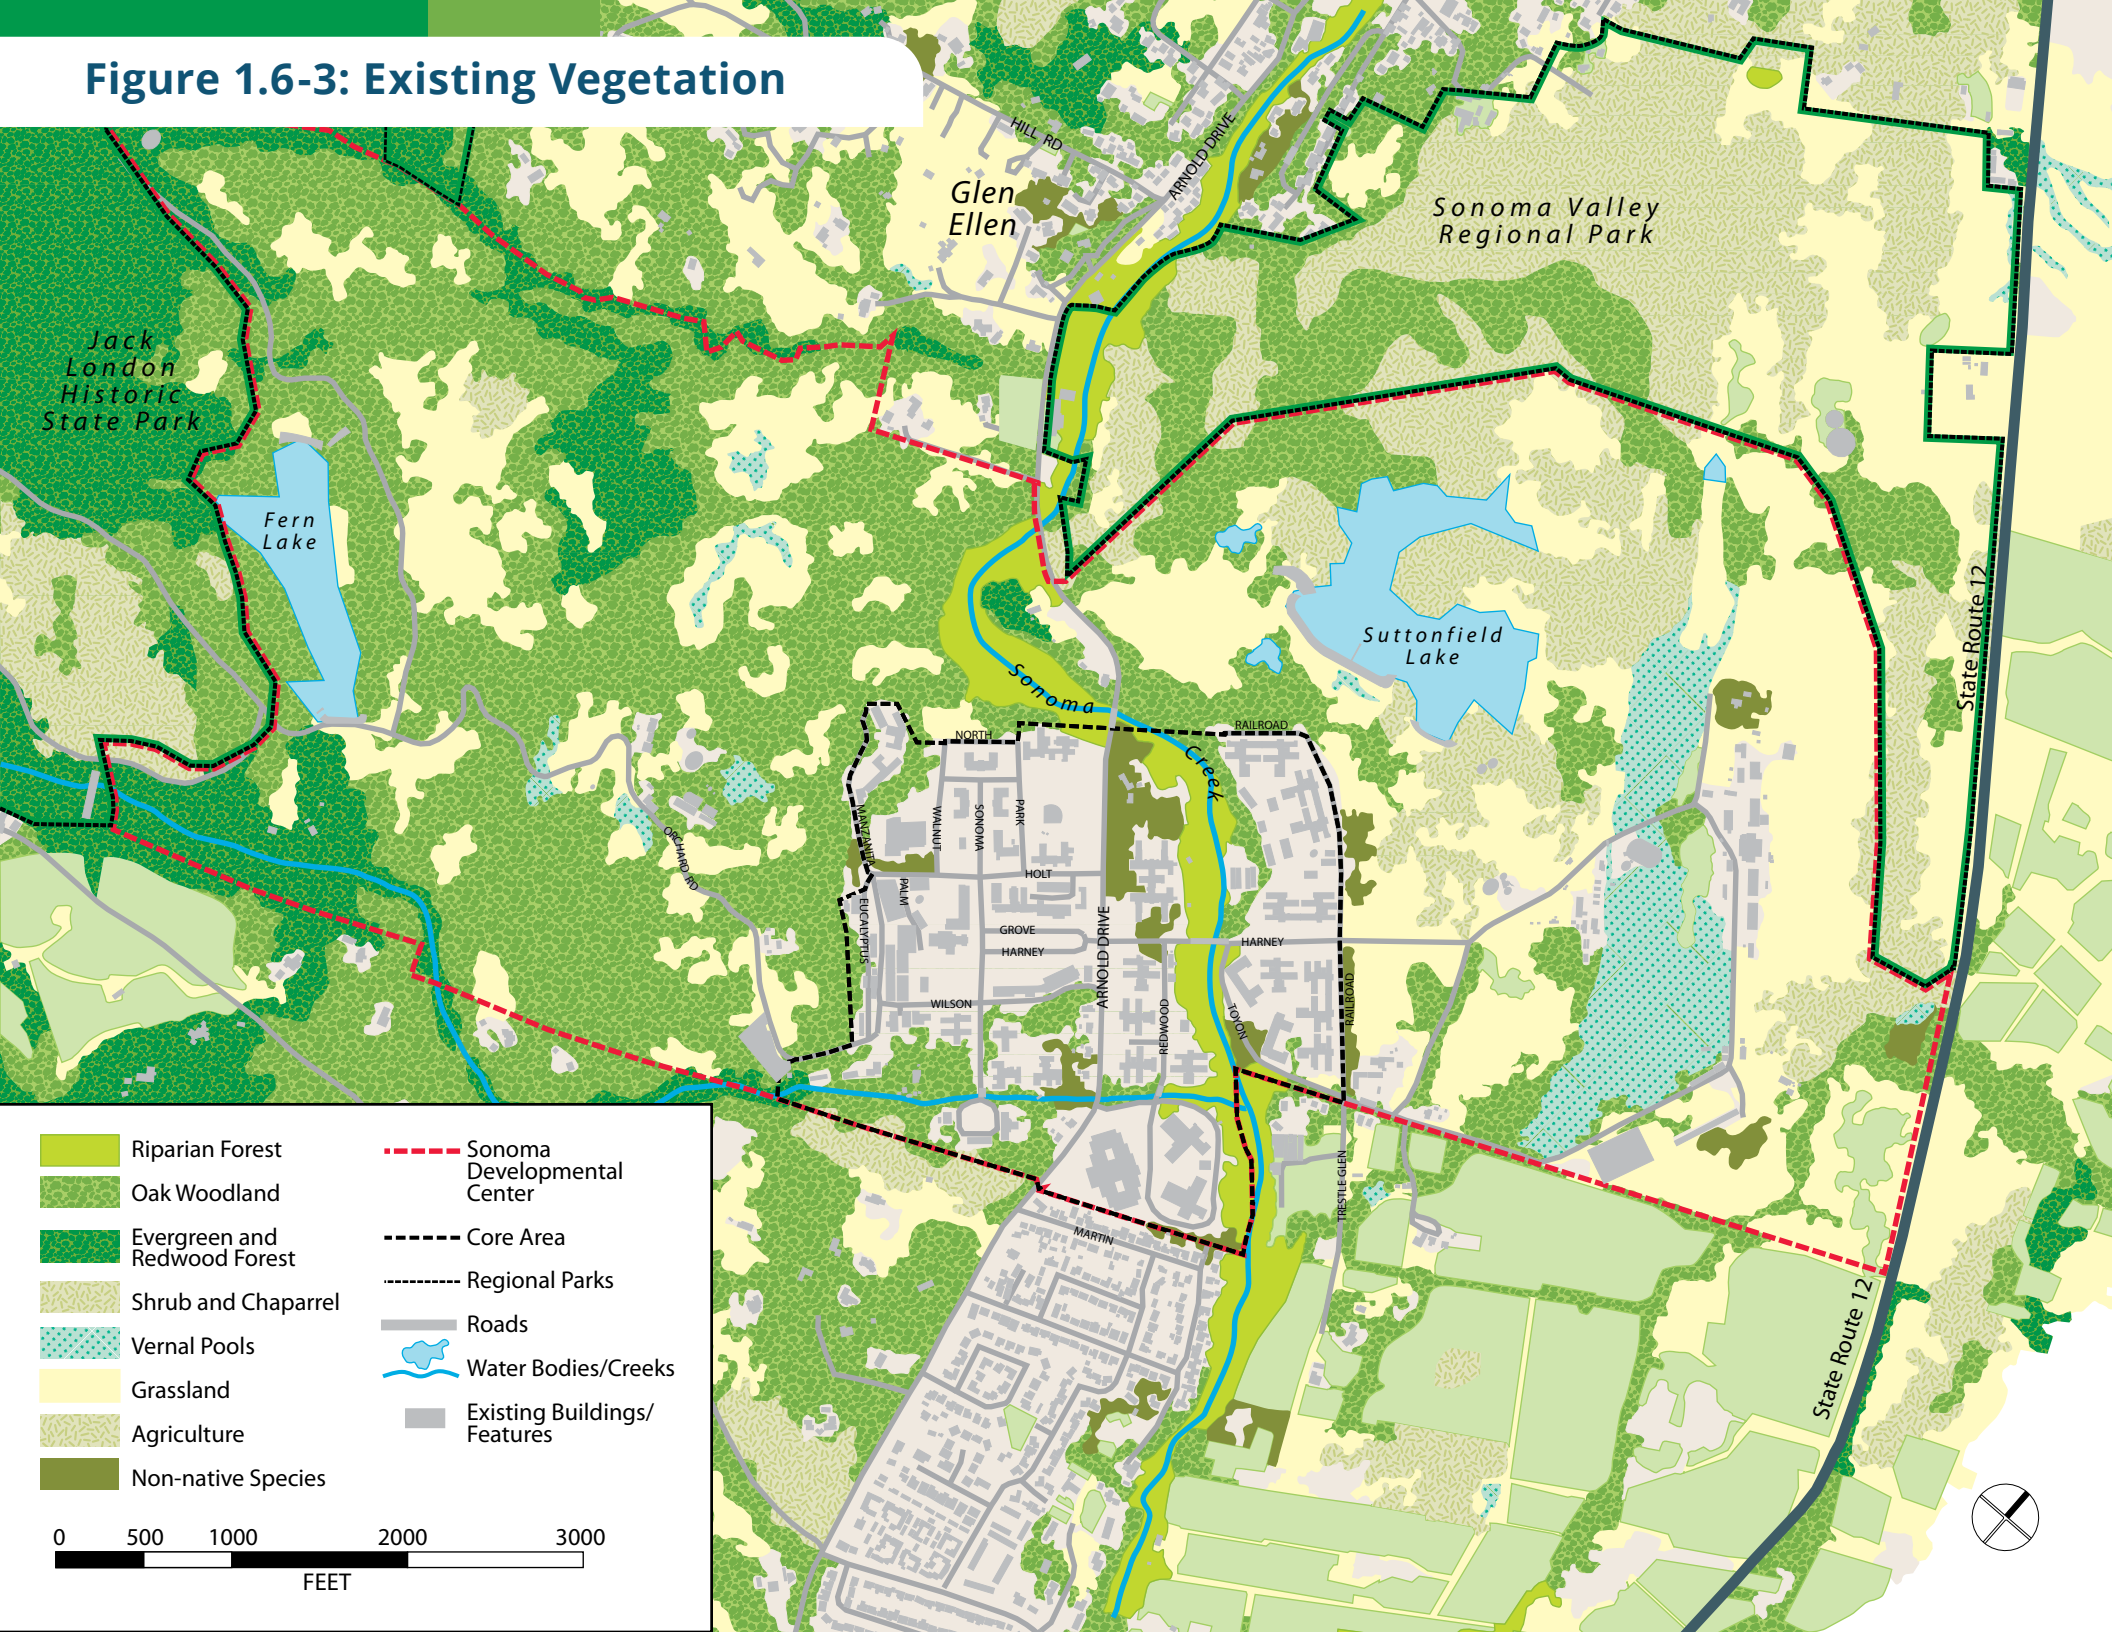 Figure 1.6-3: Existing Vegetation
HILL RD
ARNOLD DRIVE
Glen
Ellen
Sonoma Valley
Regional Park
Jack
London
Historic
State Park
Fern
Lake
Suttonfield
Lake
State Route 12
Sonoma
Creek
NORTH
RAILROAD
MANZANITA
WALNUT
SONOMA
PARK
ORCHARD RD
HOLT
PALM
EUCALYPTUS
GROVE
HARNEY
HARNEY
ARNOLD DRIVE
WILSON
REDWOOD
TOYON
RAILROAD
TRESTLE GLEN
MARTIN
State Route 12
Riparian Forest
Oak Woodland
Evergreen and
Redwood Forest
Shrub and Chaparrel
Vernal Pools
Grassland
Agriculture
Non-native Species
Sonoma
Developmental
Center
Core Area
Regional Parks
Roads
Water Bodies/Creeks
Existing Buildings/
Features
0 500 1000 2000 3000
FEET